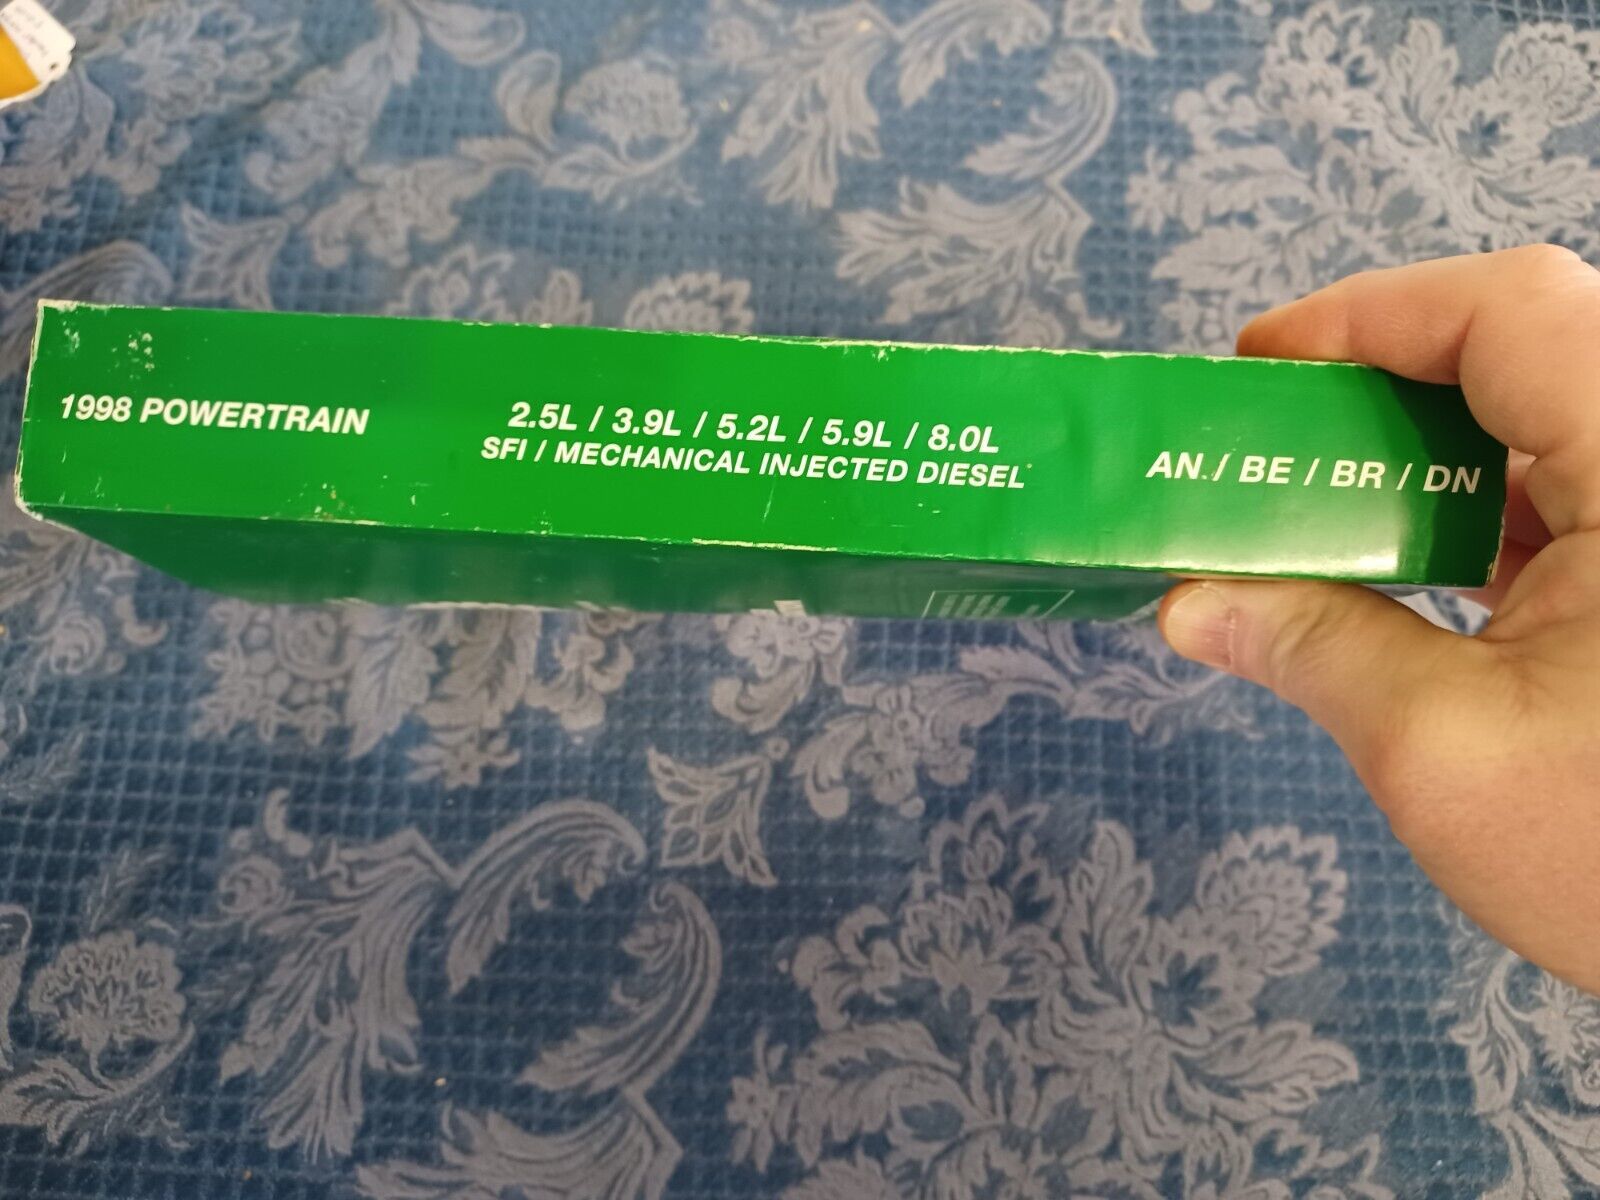 1998 POWERTRAIN
2.5L / 3.9L / 5.2L / 5.9L / 8.0L
SFI / MECHANICAL INJECTED DIESEL
AN / BE / BR / DN